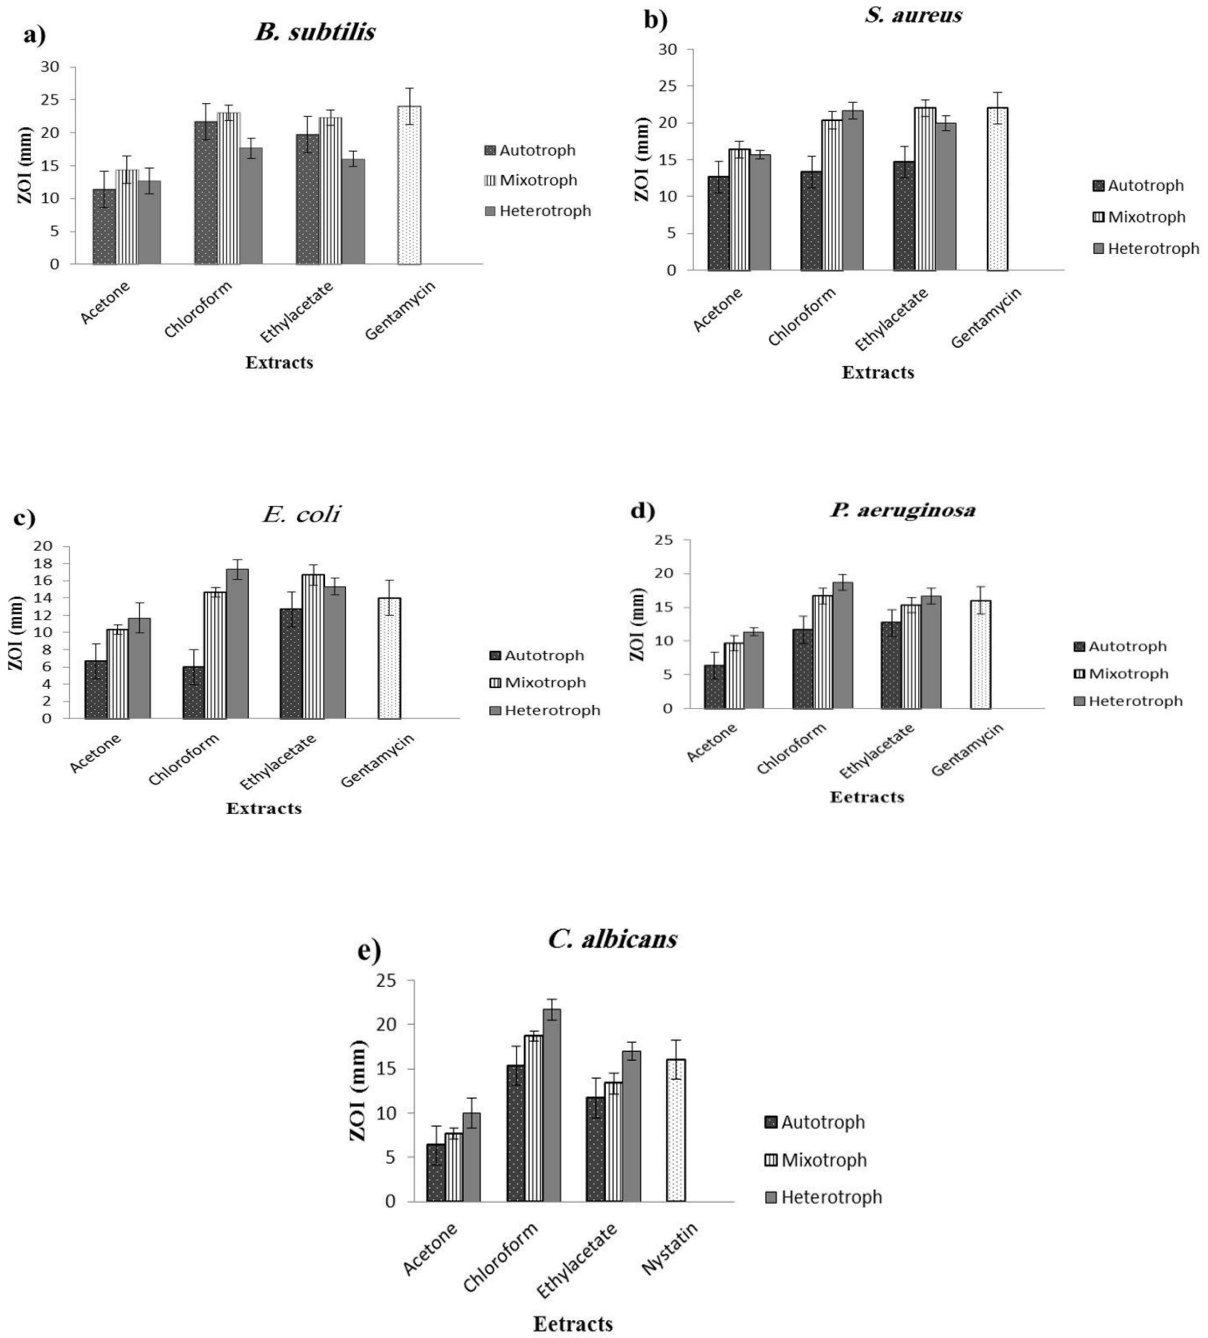 a)
B. subtilis
30
25
20
15
10
5
0
ZOI (mm)
Acetone
Chloroform
Ethylacetate
Gentamycin
Extracts
Autotroph
Mixotroph
Heterotroph
b)
S. aureus
30
25
20
15
10
5
0
ZOI (mm)
Acetone
Chloroform
Ethylacetate
Gentamycin
Extracts
Autotroph
Mixotroph
Heterotroph
c)
E. coli
20
18
16
14
12
10
8
6
4
2
0
ZOI (mm)
Acetone
Chloroform
Ethylacetate
Gentamycin
Extracts
Autotroph
Mixotroph
Heterotroph
d)
P. aeruginosa
25
20
15
10
5
0
ZOI (mm)
Acetone
Chloroform
Ethylacetate
Gentamycin
Eetracts
Autotroph
Mixotroph
Heterotroph
e)
C. albicans
25
20
15
10
5
0
ZOI (mm)
Acetone
Chloroform
Ethylacetate
Nystatin
Eetracts
Autotroph
Mixotroph
Heterotroph